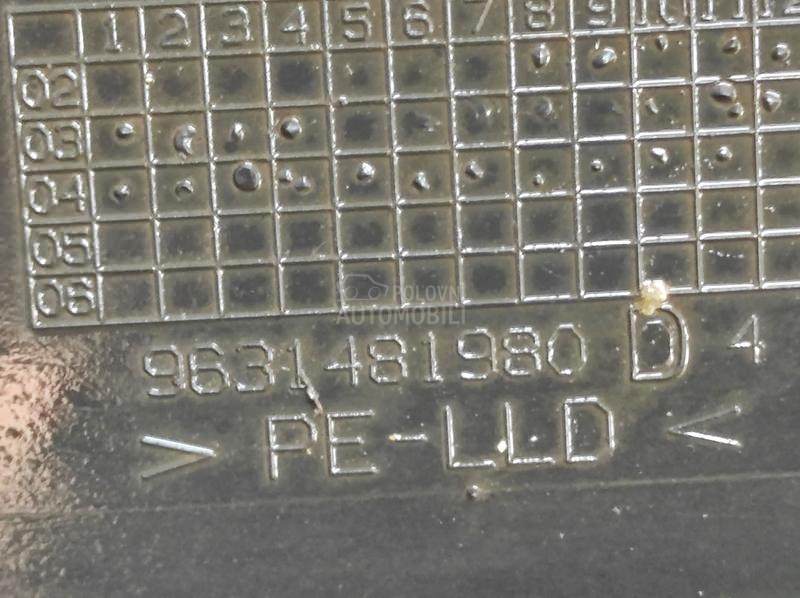 1 2 3 4 5 6 7 8 9 10 11 12
02
03
04
05
06
POLOVNI
AUTOMOBILI
9631481980 D 4
> PE-LLD <